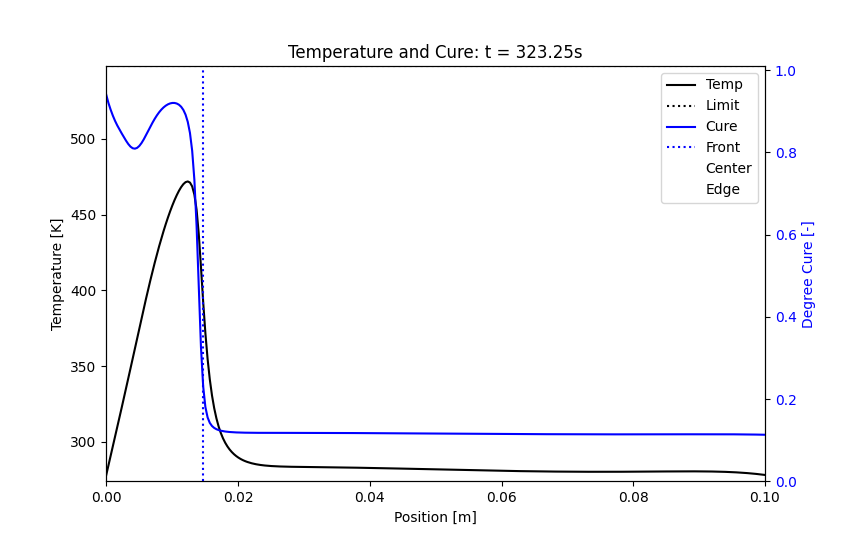 Temperature and Cure: t = 323.25s
Temp
Limit
Cure
Front
Center
Edge
500
450
400
350
300
Temperature [K]
1.0
0.8
0.6
0.4
0.2
0.0
Degree Cure [-]
0.00 0.02 0.04 0.06 0.08 0.10
Position [m]